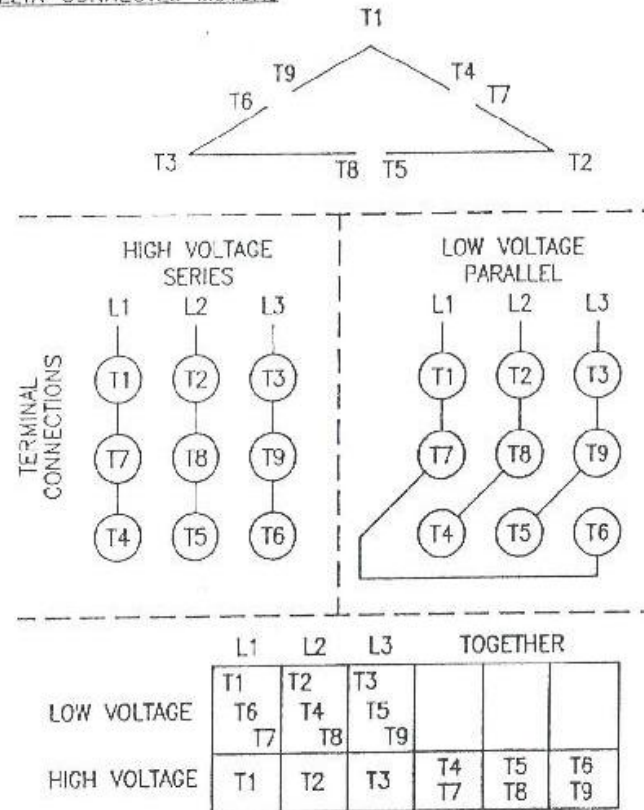 T1
T9 T4
T6 T7
T3 T8 T5 T2
HIGH VOLTAGE
SERIES
L1 L2 L3
T1 T2 T3
T7 T8 T9
T4 T5 T6
TERMINAL
CONNECTIONS
LOW VOLTAGE
PARALLEL
L1 L2 L3
T1 T2 T3
T7 T8 T9
T4 T5 T6
L1 L2 L3 TOGETHER
LOW VOLTAGE
T1 T2 T3
T6 T4 T5
T7 T8 T9
HIGH VOLTAGE T1 T2 T3
T4 T5 T6
T7 T8 T9